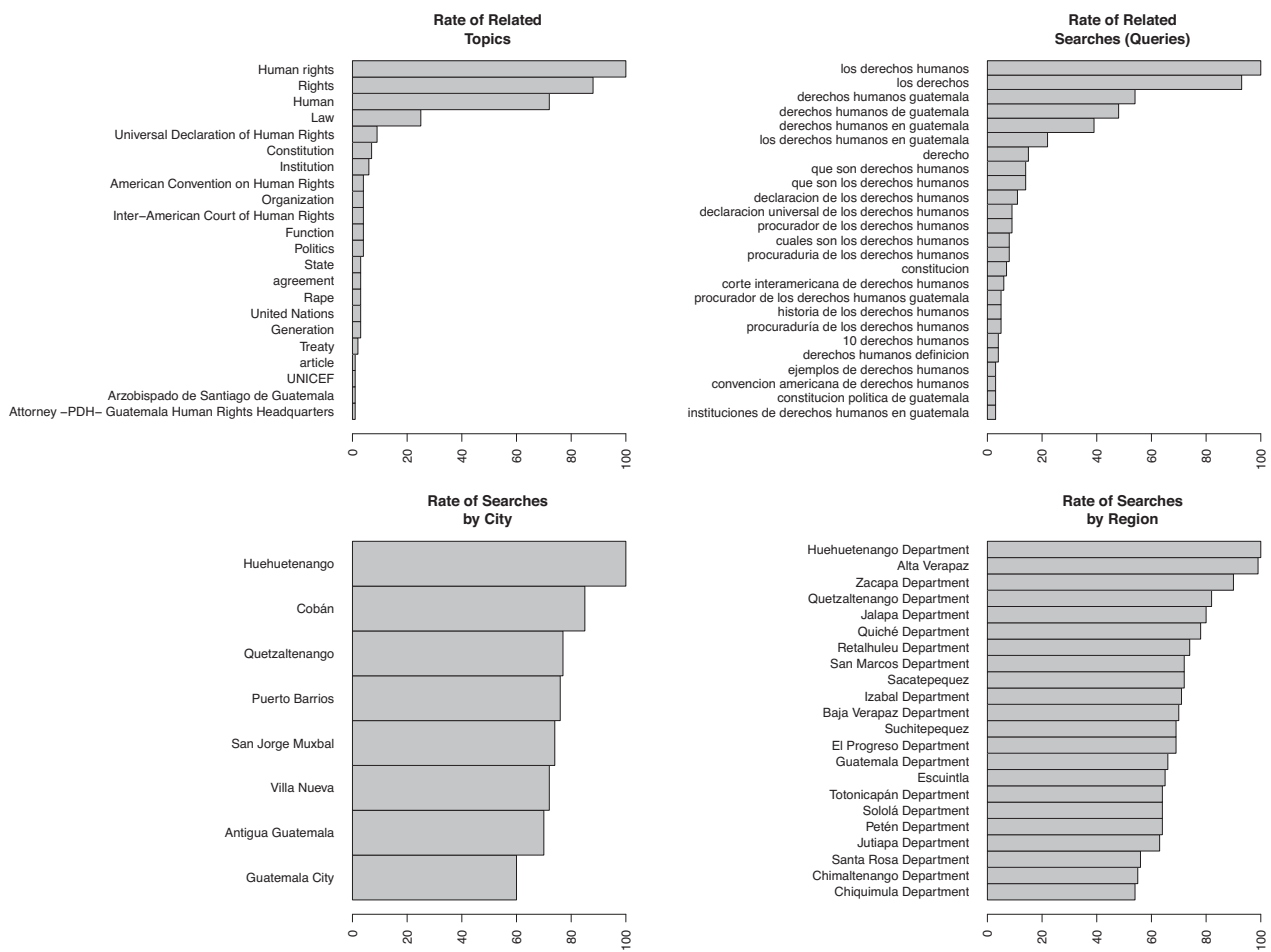 Rate of Related
Topics
Human rights
Rights
Human
Law
Universal Declaration of Human Rights
Constitution
Institution
American Convention on Human Rights
Organization
Inter−American Court of Human Rights
Function
Politics
State
agreement
Rape
United Nations
Generation
Treaty
article
UNICEF
Arzobispado de Santiago de Guatemala
Attorney −PDH− Guatemala Human Rights Headquarters
0
20
40
60
80
100
Rate of Related
Searches (Queries)
los derechos humanos
los derechos
derechos humanos guatemala
derechos humanos de guatemala
derechos humanos en guatemala
los derechos humanos en guatemala
derecho
que son derechos humanos
que son los derechos humanos
declaracion de los derechos humanos
declaracion universal de los derechos humanos
procurador de los derechos humanos
cuales son los derechos humanos
procuraduria de los derechos humanos
constitucion
corte interamericana de derechos humanos
procurador de los derechos humanos guatemala
historia de los derechos humanos
procuraduría de los derechos humanos
10 derechos humanos
derechos humanos definicion
ejemplos de derechos humanos
convencion americana de derechos humanos
constitucion politica de guatemala
instituciones de derechos humanos en guatemala
0
20
40
60
80
100
Rate of Searches
by City
Huehuetenango
Cobán
Quetzaltenango
Puerto Barrios
San Jorge Muxbal
Villa Nueva
Antigua Guatemala
Guatemala City
0
20
40
60
80
100
Rate of Searches
by Region
Huehuetenango Department
Alta Verapaz
Zacapa Department
Quetzaltenango Department
Jalapa Department
Quiché Department
Retalhuleu Department
San Marcos Department
Sacatepequez
Izabal Department
Baja Verapaz Department
Suchitepequez
El Progreso Department
Guatemala Department
Escuintla
Totonicapán Department
Sololá Department
Petén Department
Jutiapa Department
Santa Rosa Department
Chimaltenango Department
Chiquimula Department
0
20
40
60
80
100